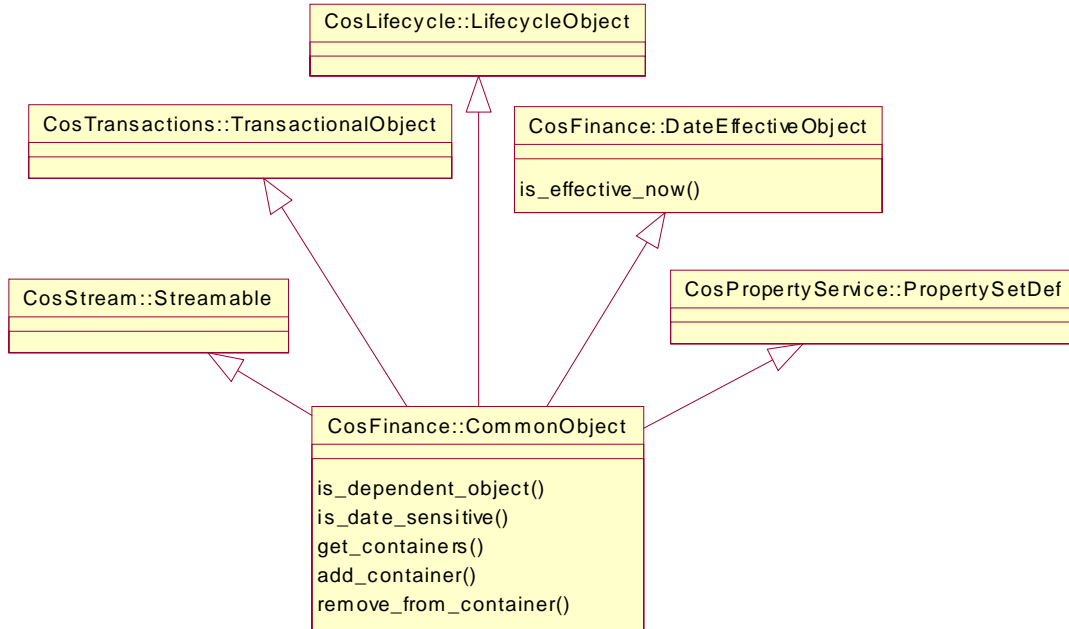 CosLifecycle::LifecycleObject
CosTransactions::TransactionalObject
CosFinance::DateEffectiveObject
is_effective_now()
CosStream::Streamable
CosPropertyService::PropertySetDef
CosFinance::CommonObject
is_dependent_object()
is_date_sensitive()
get_containers()
add_container()
remove_from_container()